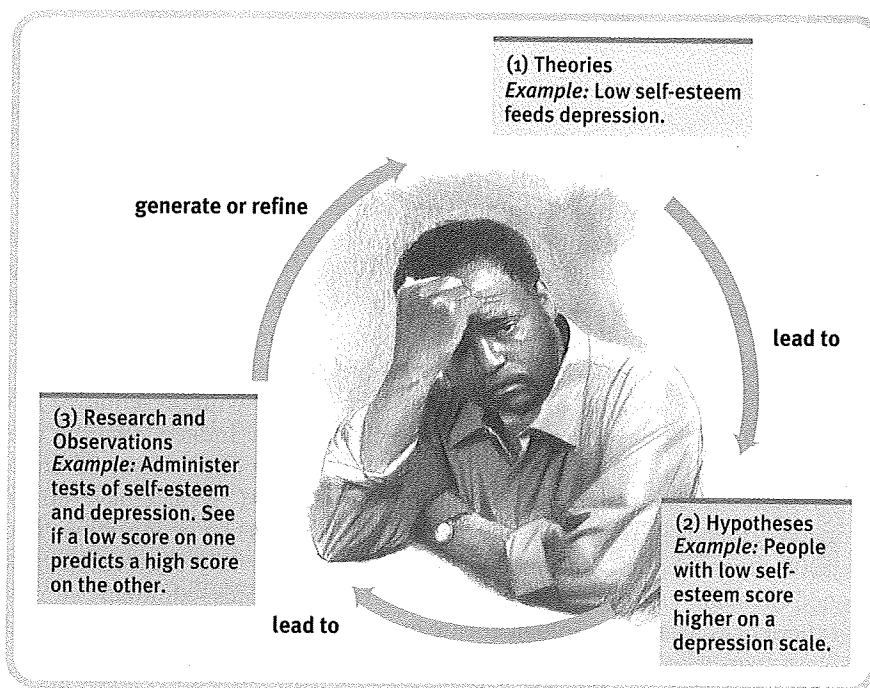 (1) Theories
Example: Low self-esteem
feeds depression.
generate or refine
lead to
(3) Research and
Observations
Example: Administer
tests of self-esteem
and depression. See
if a low score on one
predicts a high score
on the other.
(2) Hypotheses
Example: People
with low self-
esteem score
higher on a
depression scale.
lead to